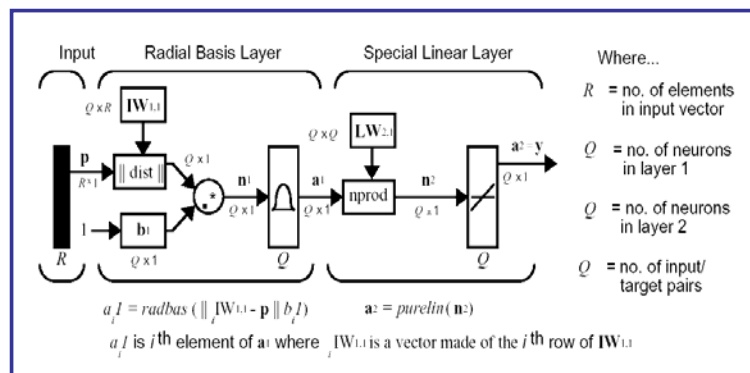 Input Radial Basis Layer Special Linear Layer
Where...
R = no. of elements in input vector
Q = no. of neurons in layer 1
Q = no. of neurons in layer 2
Q = no. of input/ target pairs
Q x R IW1,1
Q x Q LW2,1
p R x 1 || dist || Q x 1 .* n1 Q x 1 a1 Q x 1 nprod n2 Q x 1 a2 = y Q x 1
1 b1 Q x 1
R Q Q
ai1 = radbas ( || iIW1,1 - p || bi1) a2 = purelin( n2)
ai1 is i th element of a1 where iIW1,1 is a vector made of the i th row of IW1,1